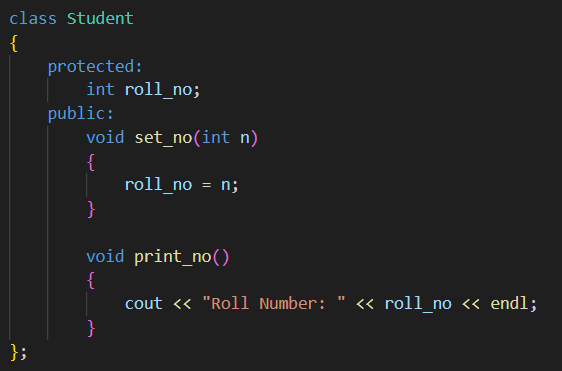 class Student
{
    protected:
        int roll_no;
    public:
        void set_no(int n)
        {
            roll_no = n;
        }

        void print_no()
        {
            cout << "Roll Number: " << roll_no << endl;
        }
};